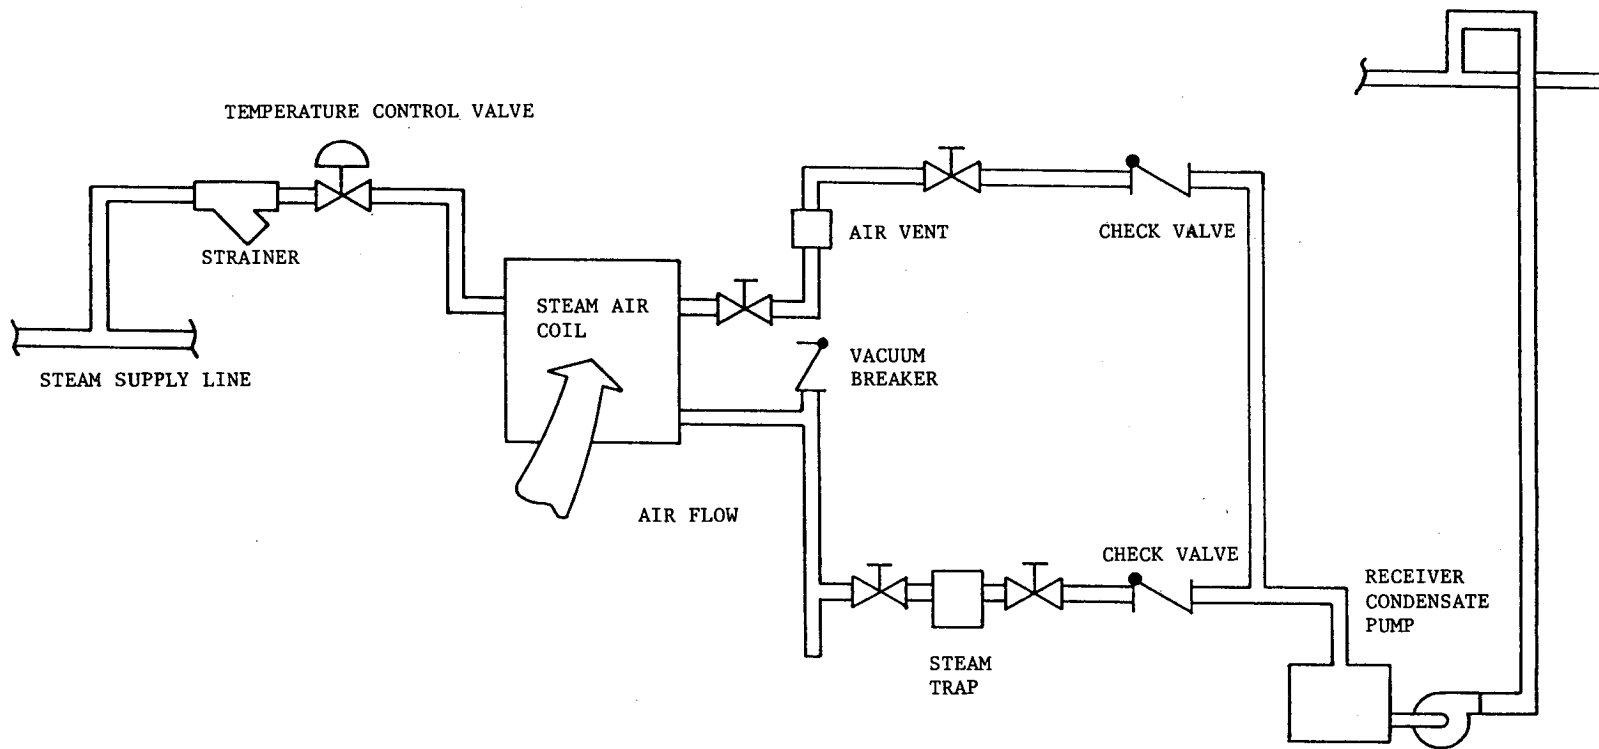 TEMPERATURE CONTROL VALVE
STRAINER
STEAM SUPPLY LINE
STEAM AIR
COIL
AIR FLOW
AIR VENT
VACUUM
BREAKER
CHECK VALVE
CHECK VALVE
STEAM
TRAP
RECEIVER
CONDENSATE
PUMP